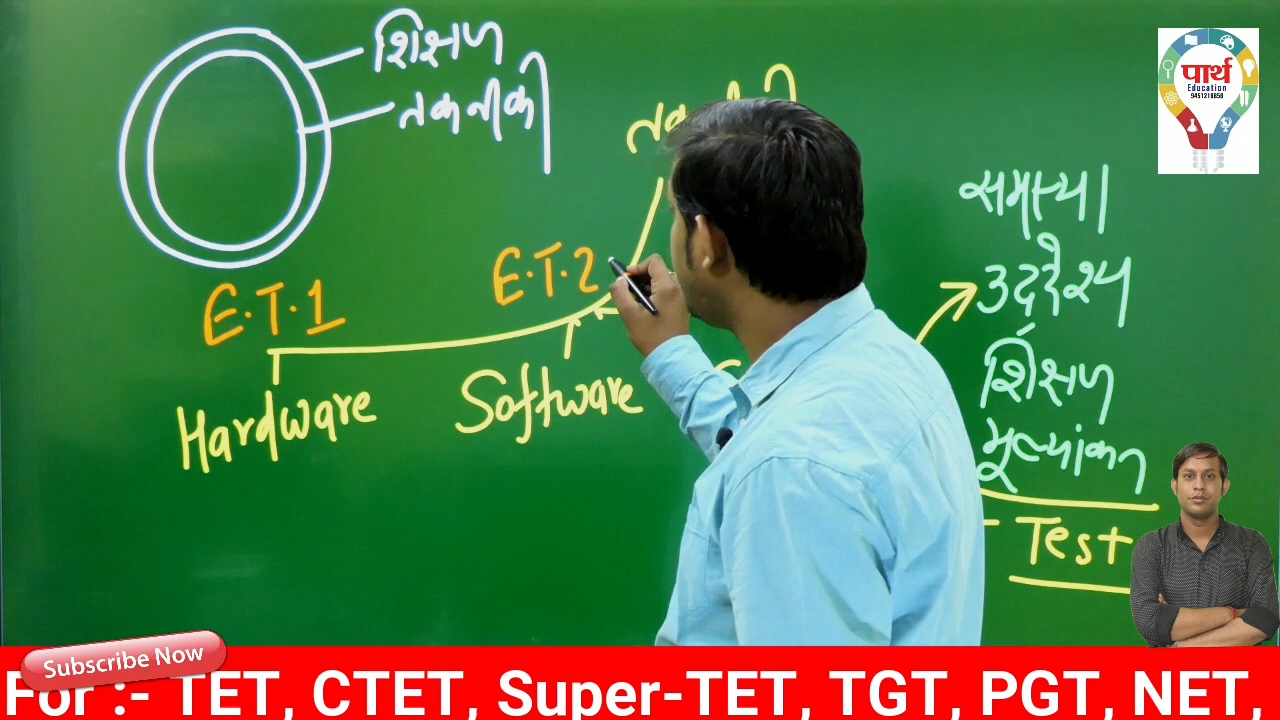 शिक्षण
तकनीकी
पार्थ
Education
9451218658
समस्या
E.T.2
उद्देश्य
E.T.1
शिक्षण
Hardware
Software
मूल्यांकन
Test
Subscribe Now
For :- TET, CTET, Super-TET, TGT, PGT, NET,